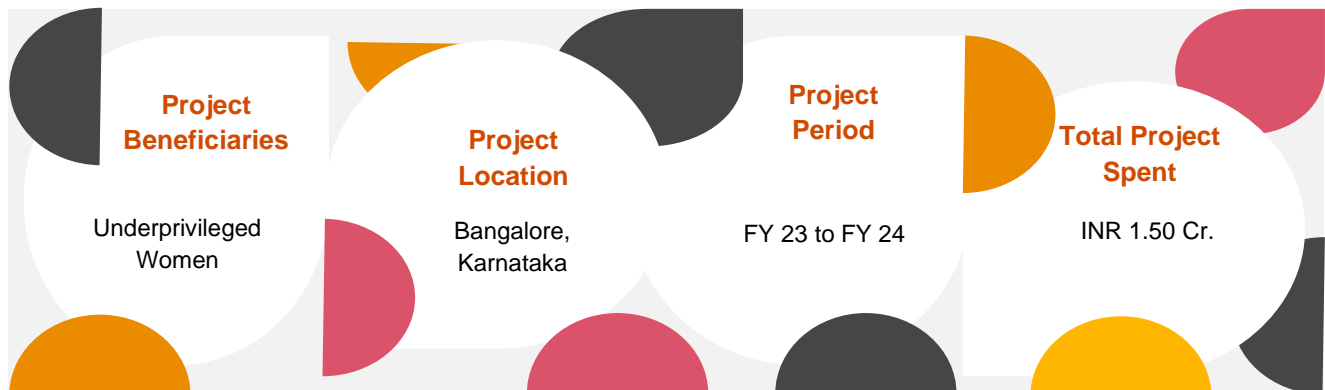 Project
Beneficiaries
Underprivileged
Women
Project
Location
Bangalore,
Karnataka
Project
Period
FY 23 to FY 24
Total Project
Spent
INR 1.50 Cr.